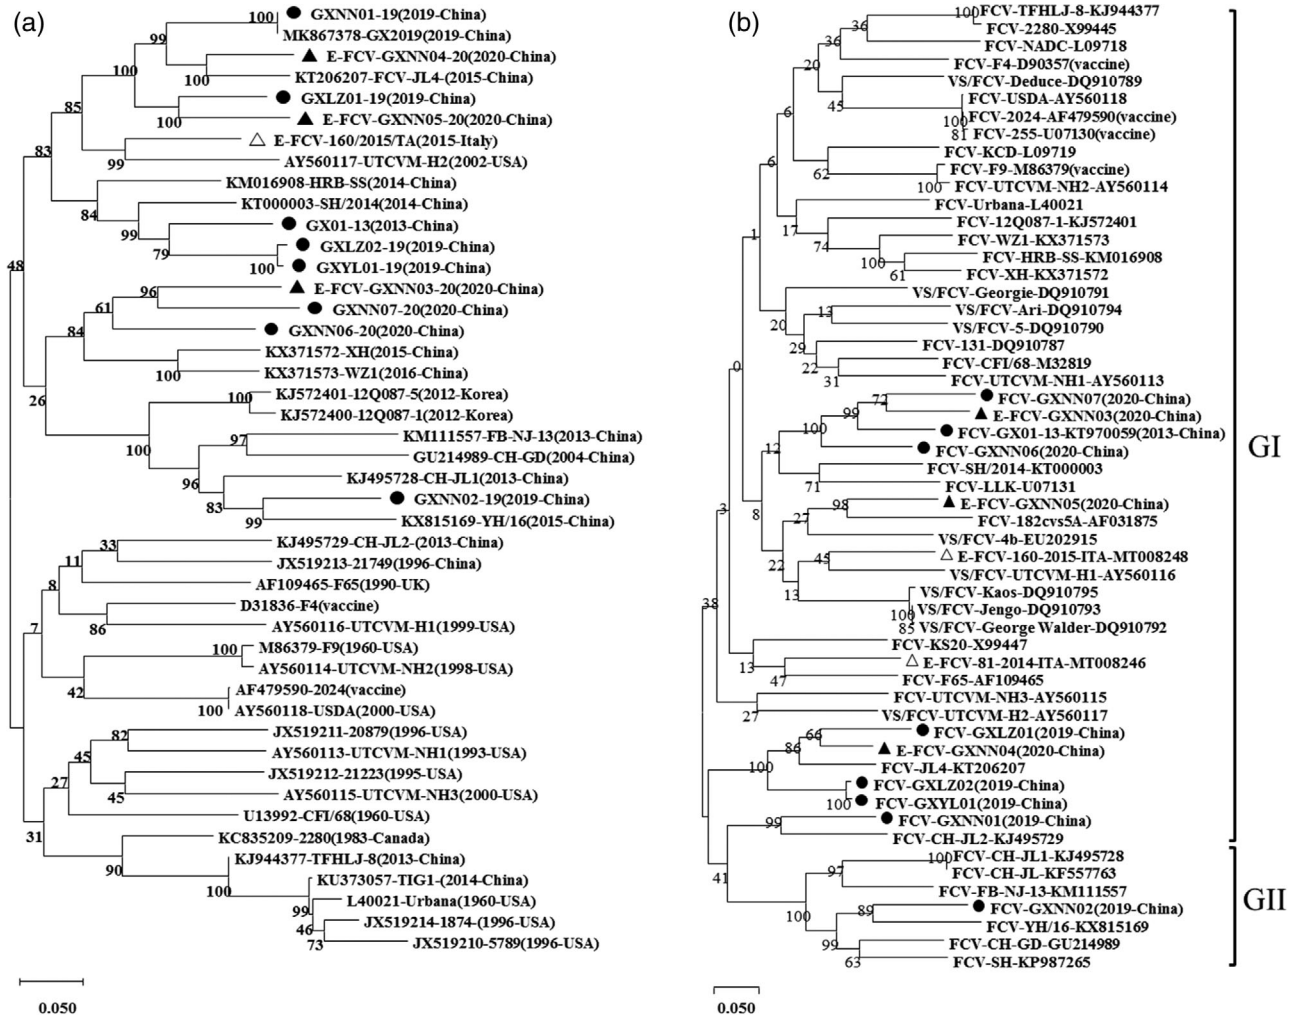 (a)
100
GXNN01-19(2019-China)
MK867378-GX2019(2019-China)
99
E-FCV-GXNN04-20(2020-China)
100
KT206207-FCV-JL4-(2015-China)
100
GXLZ01-19(2019-China)
85
100
E-FCV-GXNN05-20(2020-China)
E-FCV-160/2015/TA(2015-Italy)
83
99
AY560117-UTCVM-H2(2002-USA)
KM016908-HRB-SS(2014-China)
84
KT000003-SH/2014(2014-China)
99
GX01-13(2013-China)
79
GXLZ02-19(2019-China)
48
100
GXYL01-19(2019-China)
96
E-FCV-GXNN03-20(2020-China)
61
GXNN07-20(2020-China)
84
GXNN06-20(2020-China)
KX371572-XH(2015-China)
100
KX371573-WZ1(2016-China)
26
100
KJ572401-12Q087-5(2012-Korea)
KJ572400-12Q087-1(2012-Korea)
100
97
KM111557-FB-NJ-13(2013-China)
GU214989-CH-GD(2004-China)
96
KJ495728-CH-JL1(2013-China)
83
GXNN02-19(2019-China)
99
KX815169-YH/16(2015-China)
33
KJ495729-CH-JL2-(2013-China)
11
JX519213-21749(1996-China)
8
AF109465-F65(1990-UK)
D31836-F4(vaccine)
7
86
AY560116-UTCVM-H1(1999-USA)
100
M86379-F9(1960-USA)
AY560114-UTCVM-NH2(1998-USA)
42
AF479590-2024(vaccine)
100
AY560118-USDA(2000-USA)
82
JX519211-20879(1996-USA)
45
AY560113-UTCVM-NH1(1993-USA)
27
JX519212-21223(1995-USA)
45
AY560115-UTCVM-NH3(2000-USA)
U13992-CFI/68(1960-USA)
31
KC835209-2280(1983-Canada)
90
KJ944377-TFHLJ-8(2013-China)
100
KU373057-TIG1-(2014-China)
99
L40021-Urbana(1960-USA)
46
JX519214-1874-(1996-USA)
73
JX519210-5789(1996-USA)
0.050
(b)
100
FCV-TFHLJ-8-KJ944377
36
FCV-2280-X99445
36
FCV-NADC-L09718
20
FCV-F4-D90357(vaccine)
VS/FCV-Deduce-DQ910789
45
FCV-USDA-AY560118
6
100
FCV-2024-AF479590(vaccine)
81
FCV-255-U07130(vaccine)
FCV-KCD-L09719
6
62
FCV-F9-M86379(vaccine)
100
FCV-UTCVM-NH2-AY560114
FCV-Urbana-L40021
17
FCV-12Q087-1-KJ572401
1
74
FCV-WZ1-KX371573
100
FCV-HRB-SS-KM016908
61
FCV-XH-KX371572
VS/FCV-Georgie-DQ910791
20
13
VS/FCV-Ari-DQ910794
VS/FCV-5-DQ910790
29
FCV-131-DQ910787
0
22
FCV-CFI/68-M32819
31
FCV-UTCVM-NH1-AY560113
72
FCV-GXNN07(2020-China)
99
E-FCV-GXNN03(2020-China)
100
FCV-GX01-13-KT970059(2013-China)
12
FCV-GXNN06(2020-China)
GI
FCV-SH/2014-KT000003
71
FCV-LLK-U07131
3
8
98
E-FCV-GXNN05(2020-China)
27
FCV-182cvs5A-AF031875
VS/FCV-4b-EU202915
22
45
E-FCV-160-2015-ITA-MT008248
VS/FCV-UTCVM-H1-AY560116
13
VS/FCV-Kaos-DQ910795
38
100
VS/FCV-Jengo-DQ910793
85
VS/FCV-George Walder-DQ910792
FCV-KS20-X99447
13
E-FCV-81-2014-ITA-MT008246
47
FCV-F65-AF109465
FCV-UTCVM-NH3-AY560115
27
VS/FCV-UTCVM-H2-AY560117
66
FCV-GXLZ01(2019-China)
86
E-FCV-GXNN04(2020-China)
100
FCV-JL4-KT206207
FCV-GXLZ02(2019-China)
100
FCV-GXYL01(2019-China)
99
FCV-GXNN01(2019-China)
FCV-CH-JL2-KJ495729
100
FCV-CH-JL1-KJ495728
41
97
FCV-CH-JL-KF557763
FCV-FB-NJ-13-KM111557
GII
100
89
FCV-GXNN02(2019-China)
FCV-YH/16-KX815169
99
FCV-CH-GD-GU214989
63
FCV-SH-KP987265
0.050